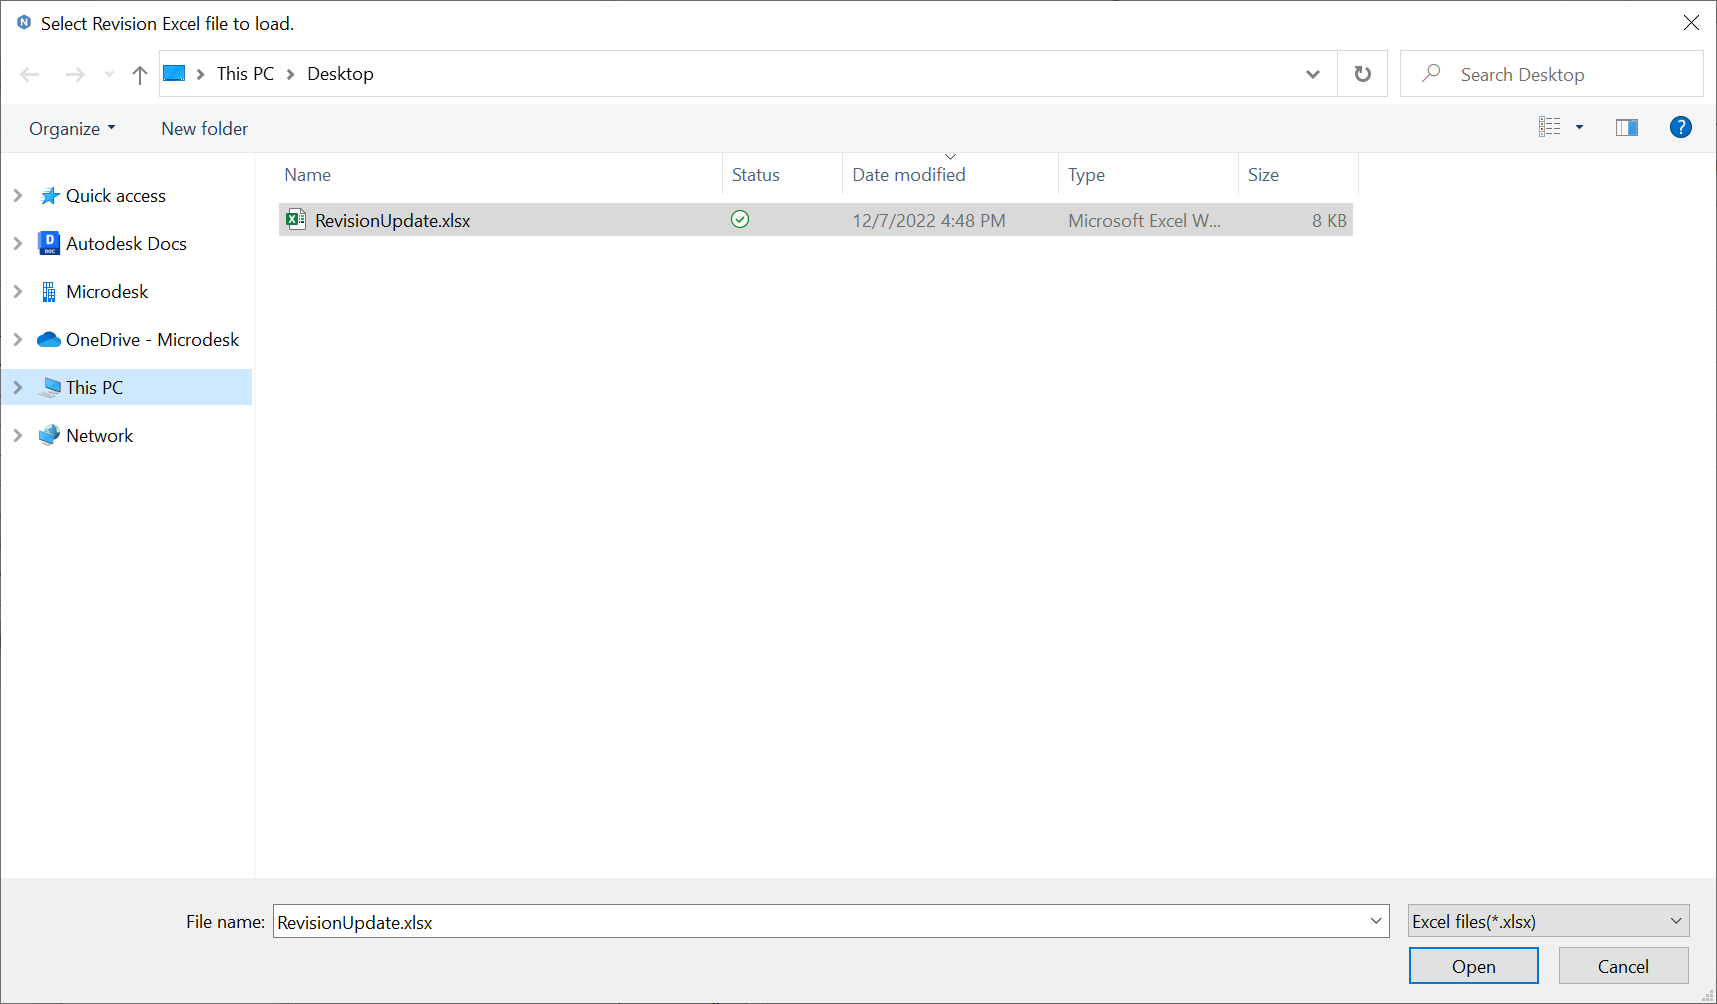 Select Revision Excel file to load.
This PC Desktop
Search Desktop
Organize New folder
Name Status Date modified Type Size
Quick access
RevisionUpdate.xlsx 12/7/2022 4:48 PM Microsoft Excel W... 8 KB
Autodesk Docs
Microdesk
OneDrive - Microdesk
This PC
Network
File name: RevisionUpdate.xlsx Excel files(*.xlsx)
Open Cancel